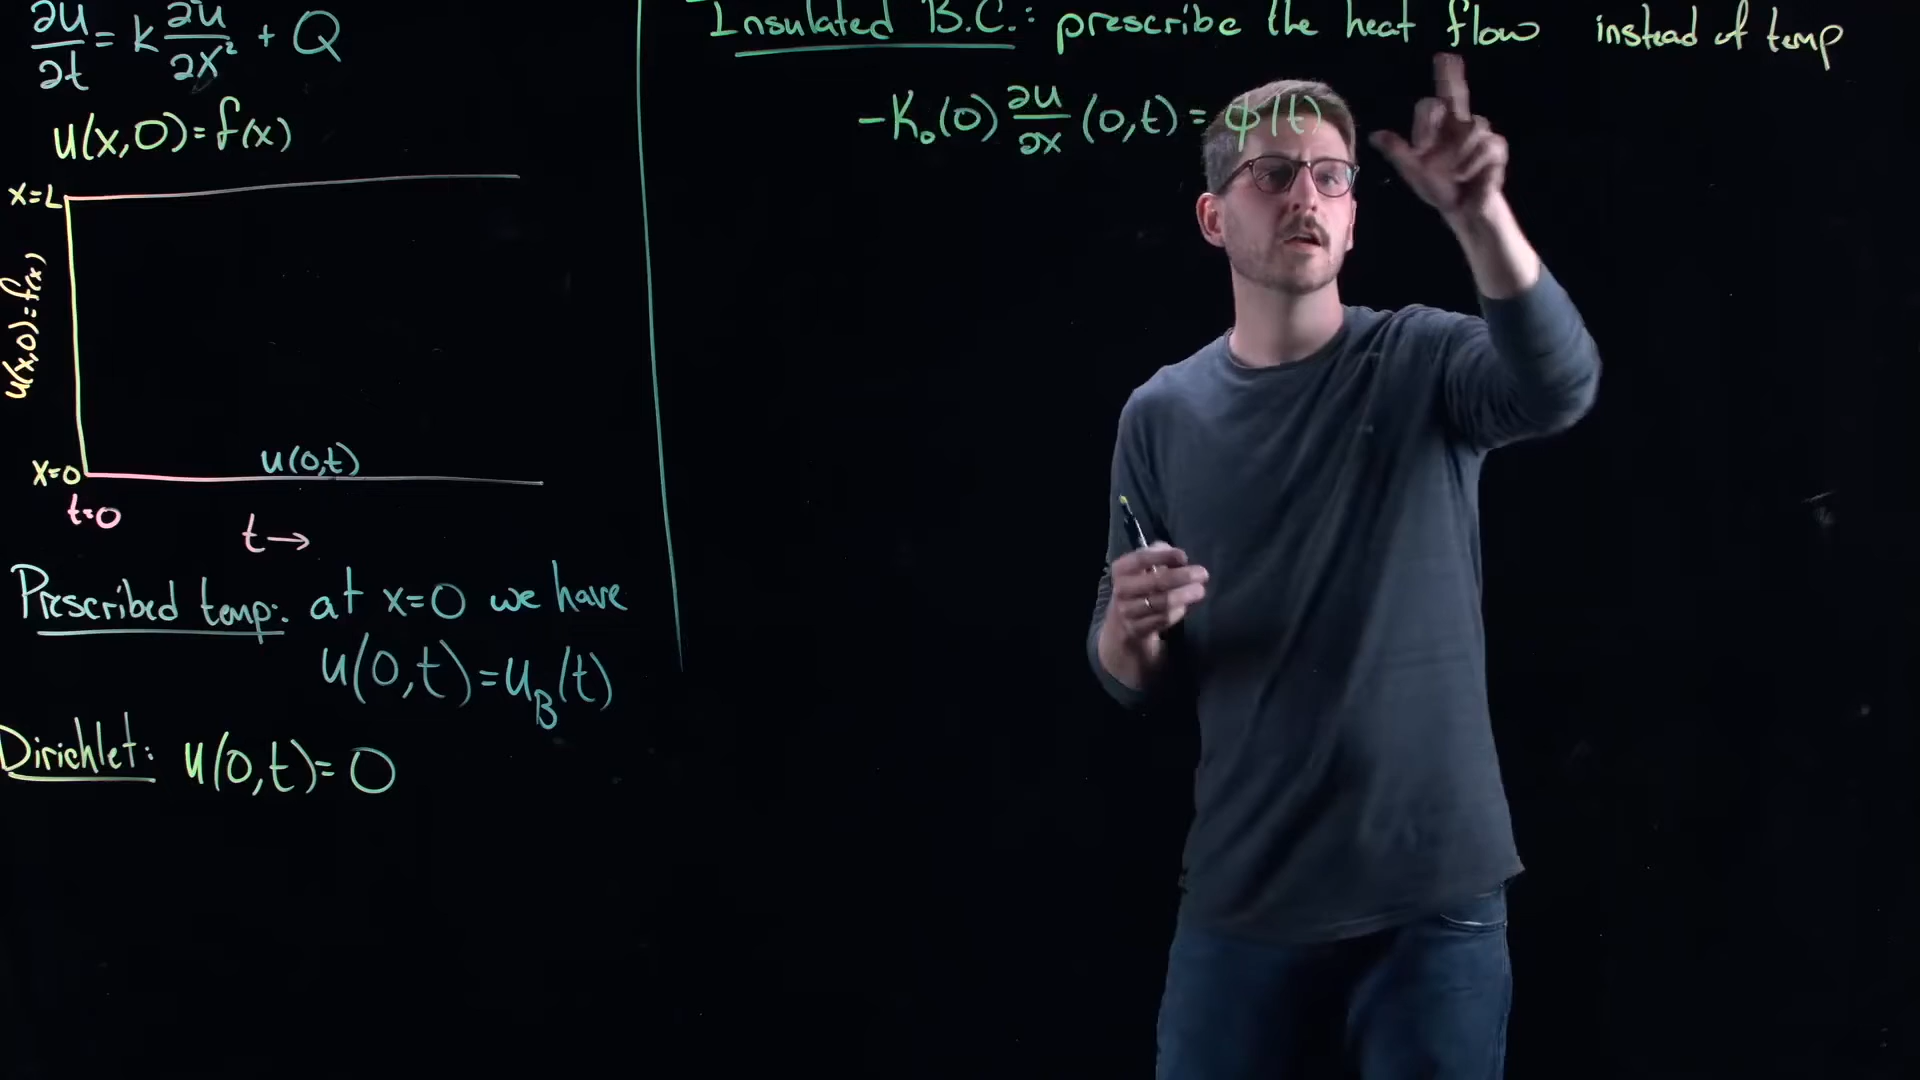 ∂u/∂t = k ∂²u/∂x² + Q
u(x,0)=f(x)
x=L
u(x,0)=f(x)
u(0,t)
x=0
t=0
t→
Prescribed temp: at x=0 we have
u(0,t)=u_B(t)
Dirichlet: u(0,t)=0
Insulated B.C.: prescribe the heat flow instead of temp
-K₀(0) ∂u/∂x (0,t) = φ(t)